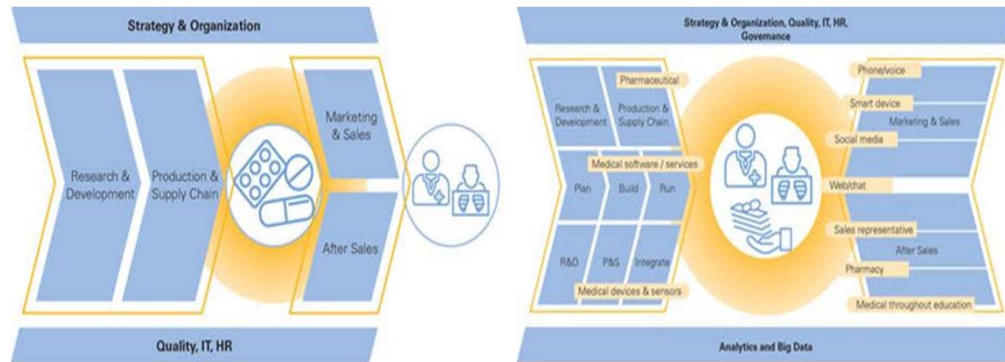 Strategy & Organization
Research &
Development
Production &
Supply Chain
Marketing
& Sales
After Sales
Quality, IT, HR
Strategy & Organization, Quality, IT, HR,
Governance
Pharmaceutical
Research &
Development
Production &
Supply Chain
Medical software / services
Plan
Build
Run
R&D
P&S
Integrate
Medical devices & sensors
Phone/voice
Smart device
Marketing & Sales
Social media
Web/chat
Sales representative
After Sales
Pharmacy
Medical throughout education
Analytics and Big Data